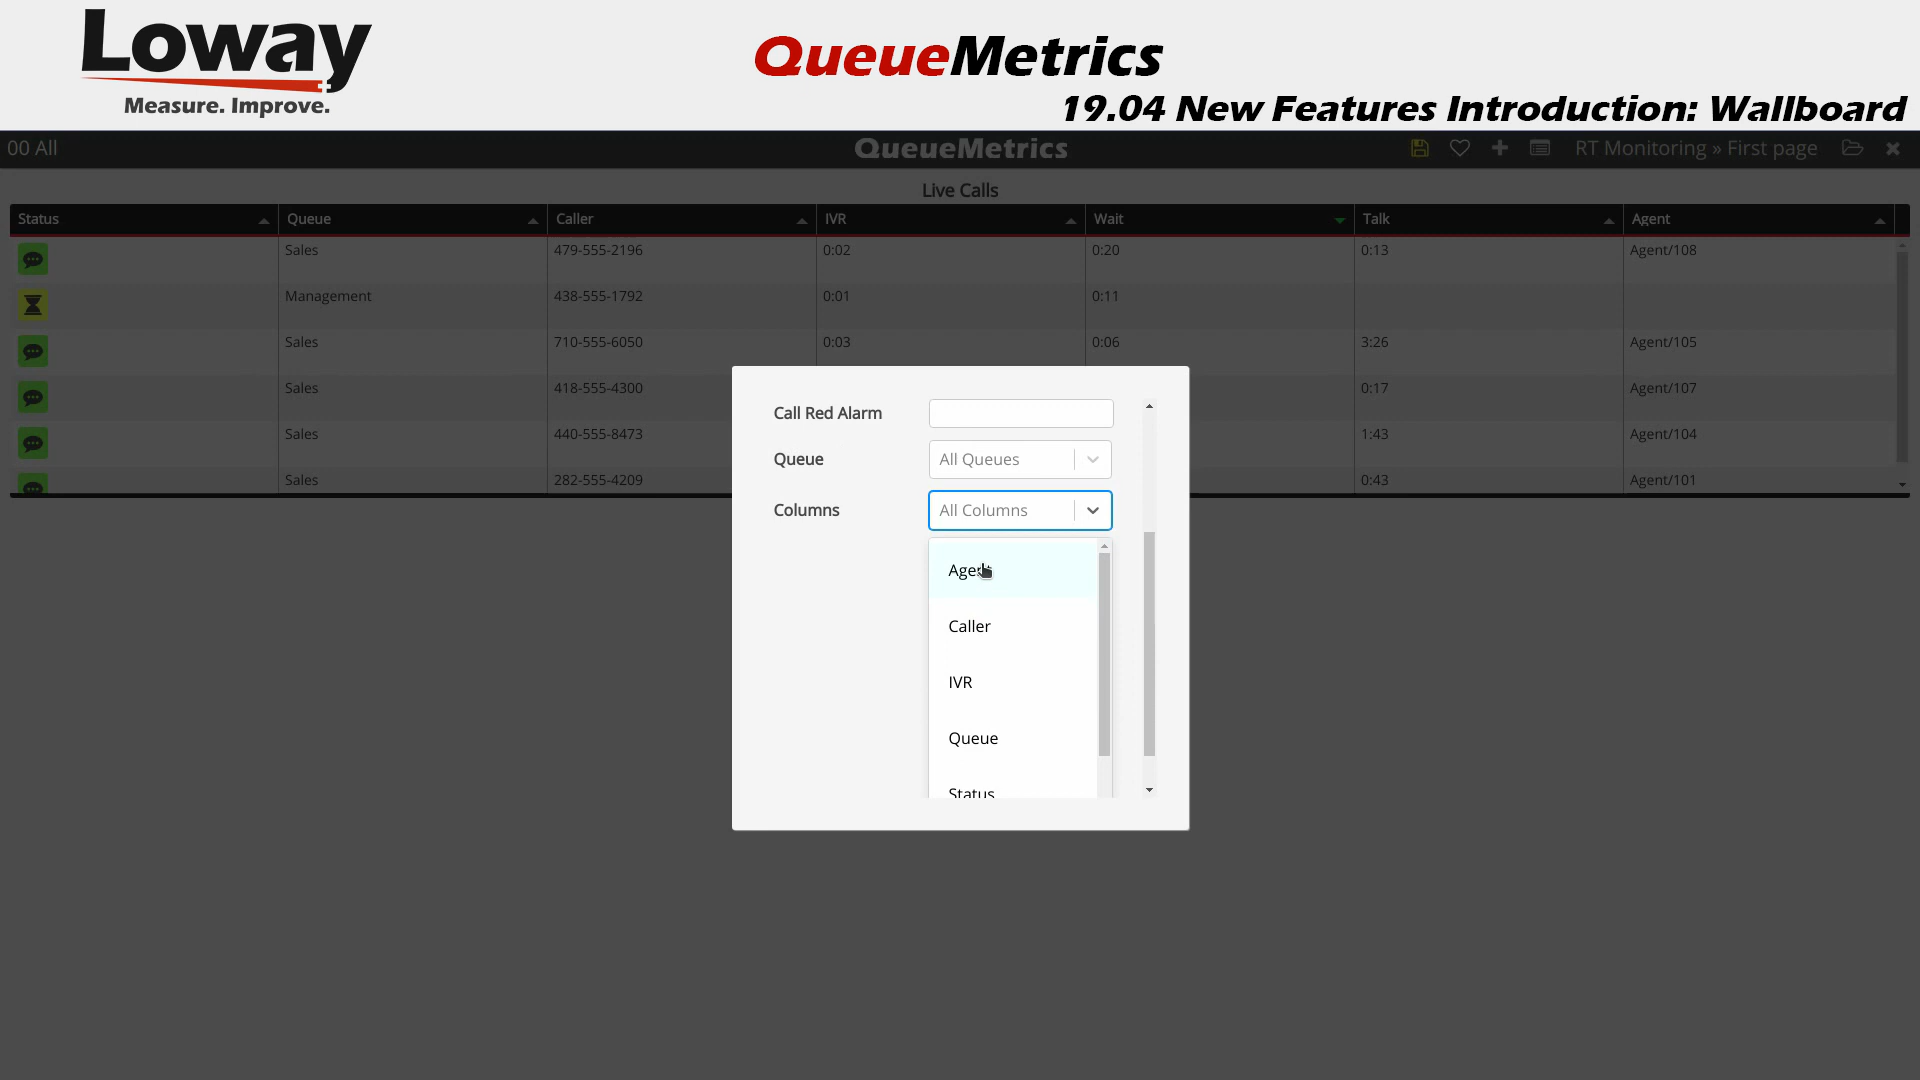 Loway
Measure. Improve.
QueueMetrics
19.04 New Features Introduction: Wallboard
00 All
QueueMetrics
RT Monitoring » First page
Live Calls
Status Queue Caller IVR Wait Talk Agent
Sales 479-555-2196 0:02 0:20 0:13 Agent/108
Management 438-555-1792 0:01 0:11
Sales 710-555-6050 0:03 0:06 3:26 Agent/105
Sales 418-555-4300 0:17 Agent/107
Sales 440-555-8473 1:43 Agent/104
Sales 282-555-4209 0:43 Agent/101
Call Red Alarm
Queue All Queues
Columns All Columns
Agent
Caller
IVR
Queue
Status